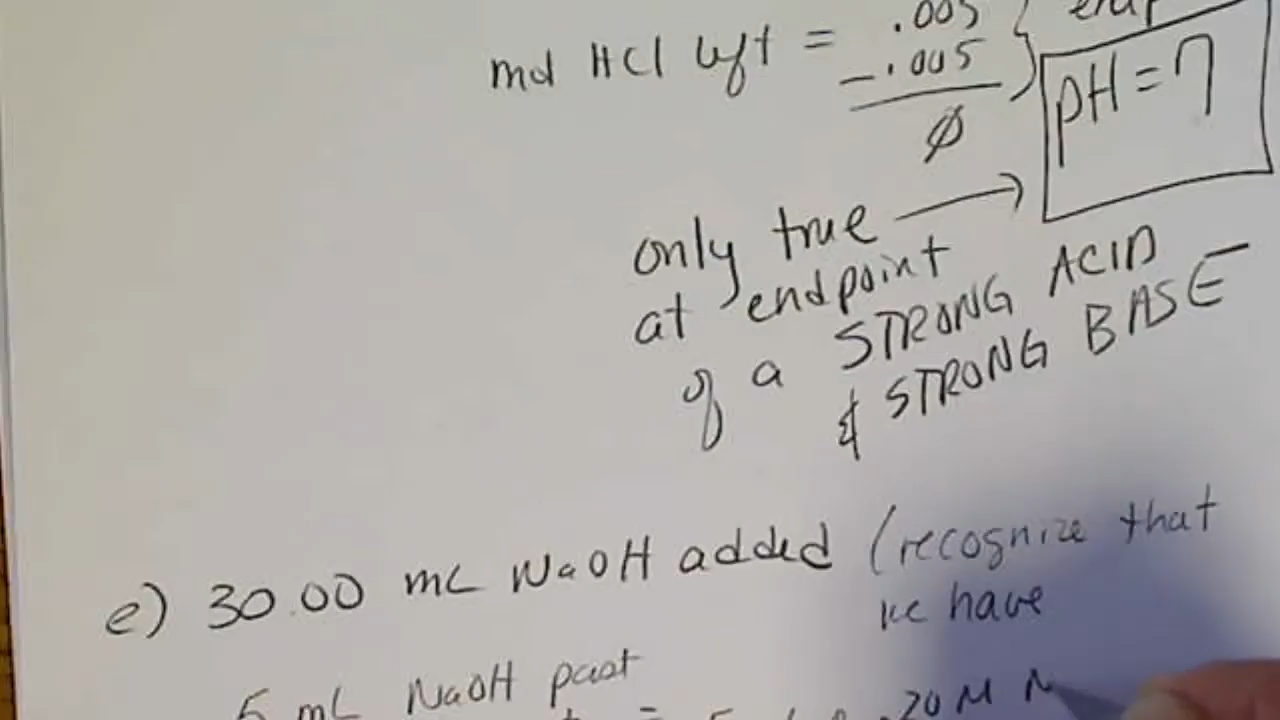 mol HCl left = .005
- .005
∅
pH = 7
only true →
at endpoint
of a STRONG ACID
& STRONG BASE
e) 30.00 mL NaOH added (recognize that
we have
5 mL NaOH past
.20 M